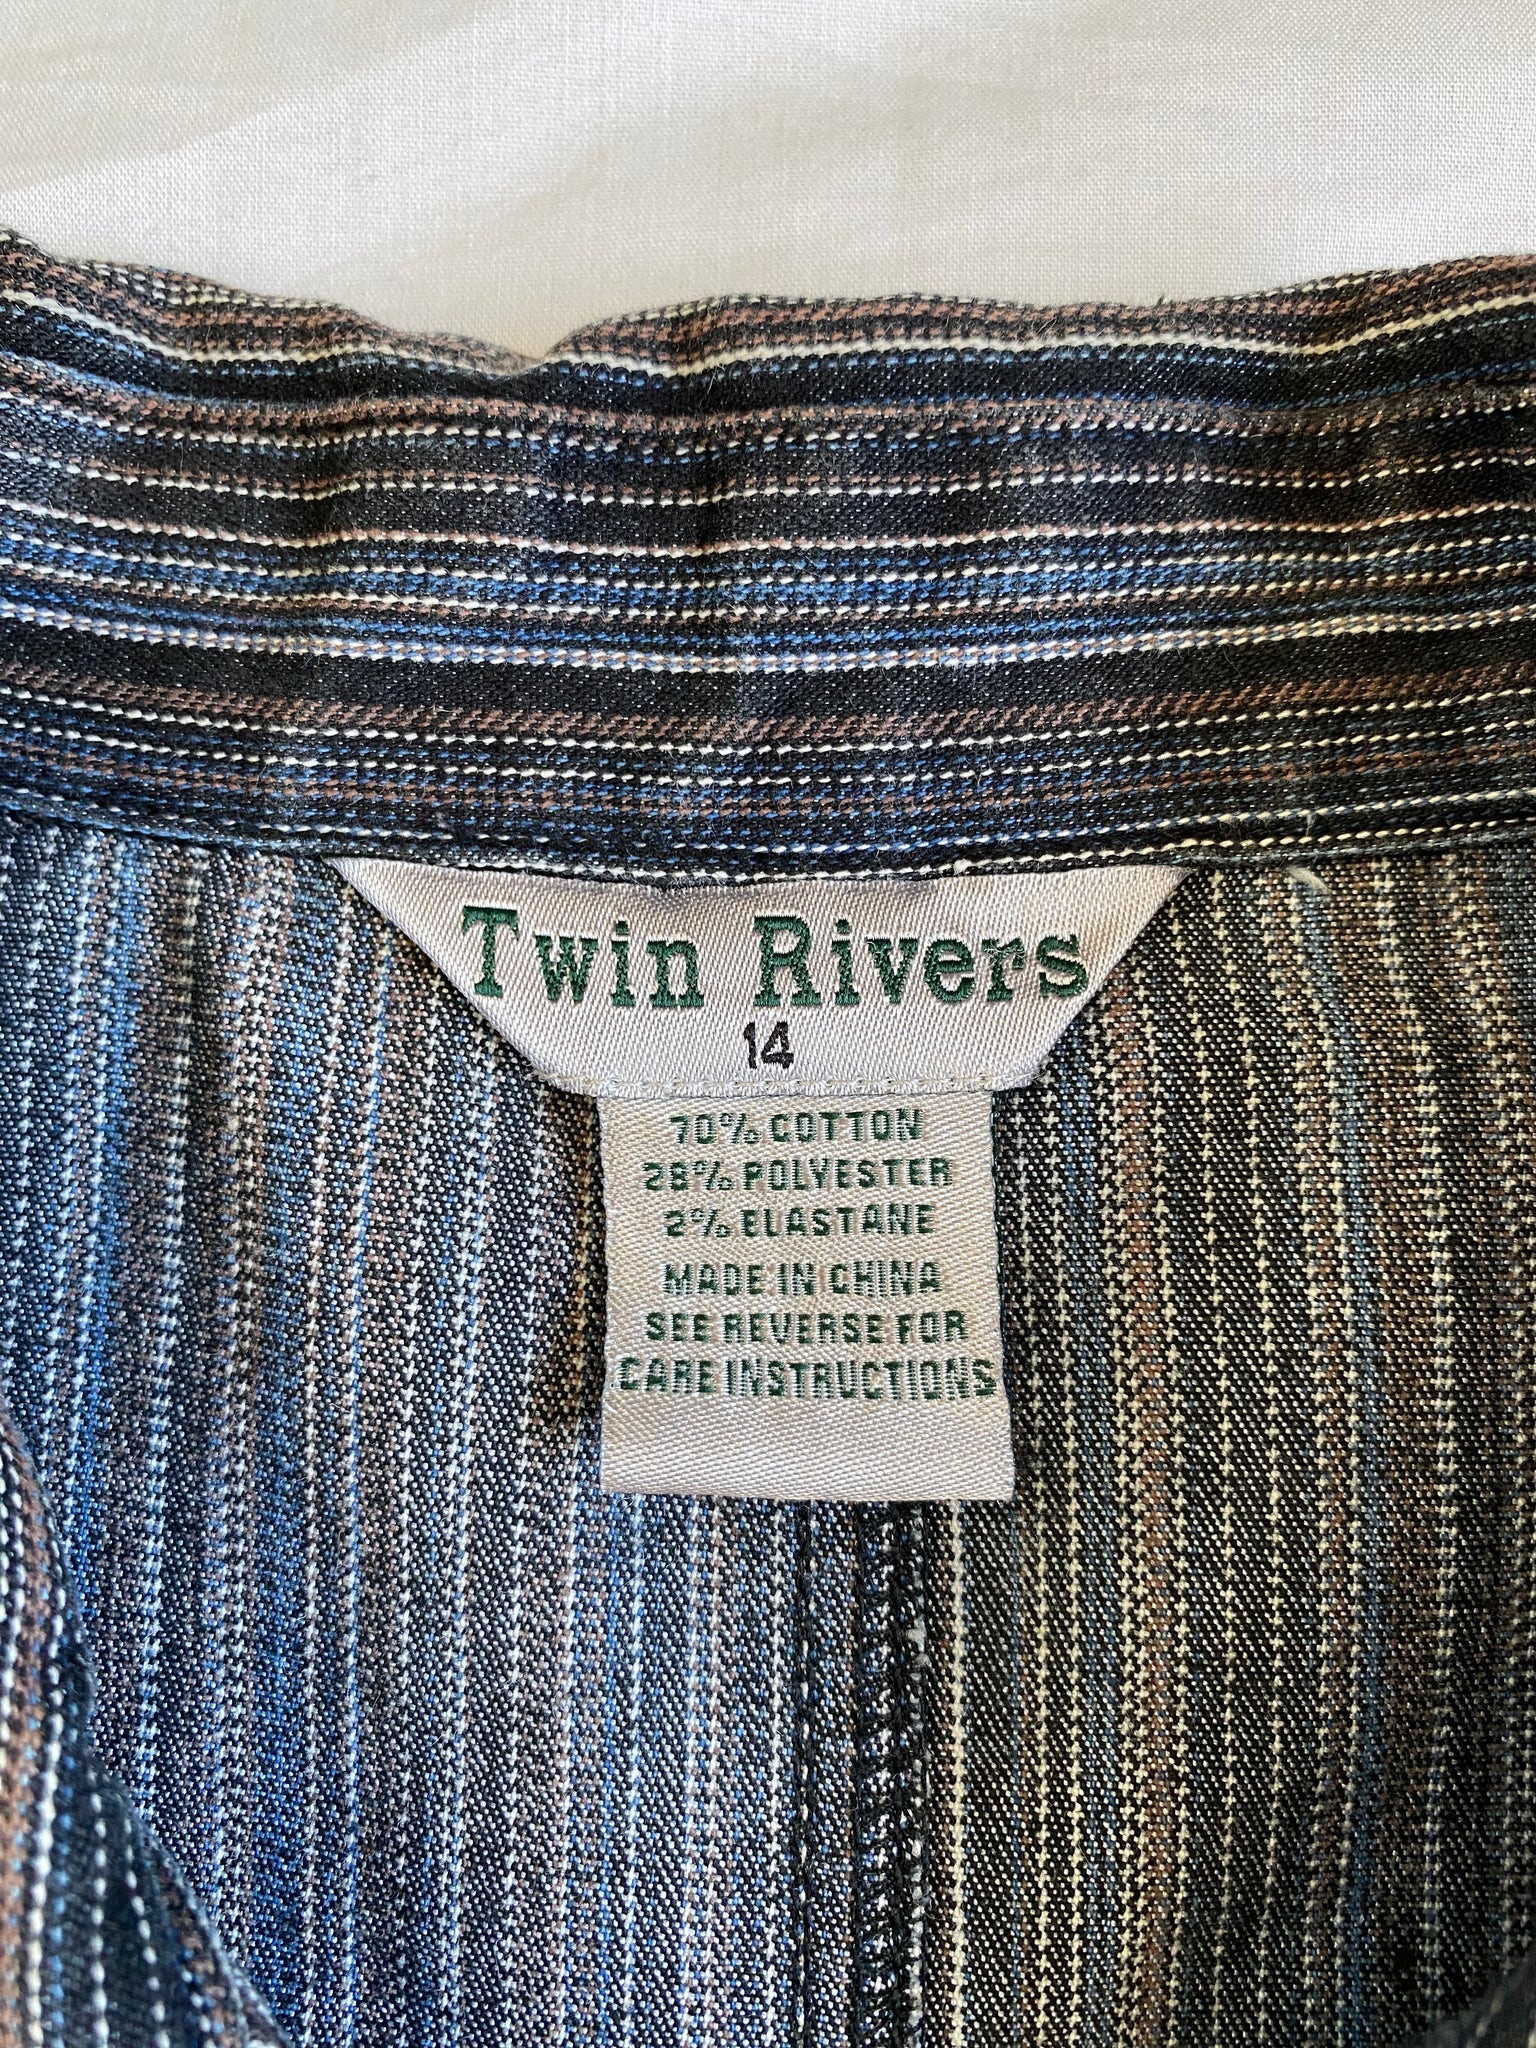 Twin Rivers
14
70% COTTON
28% POLYESTER
2% ELASTANE
MADE IN CHINA
SEE REVERSE FOR
CARE INSTRUCTIONS